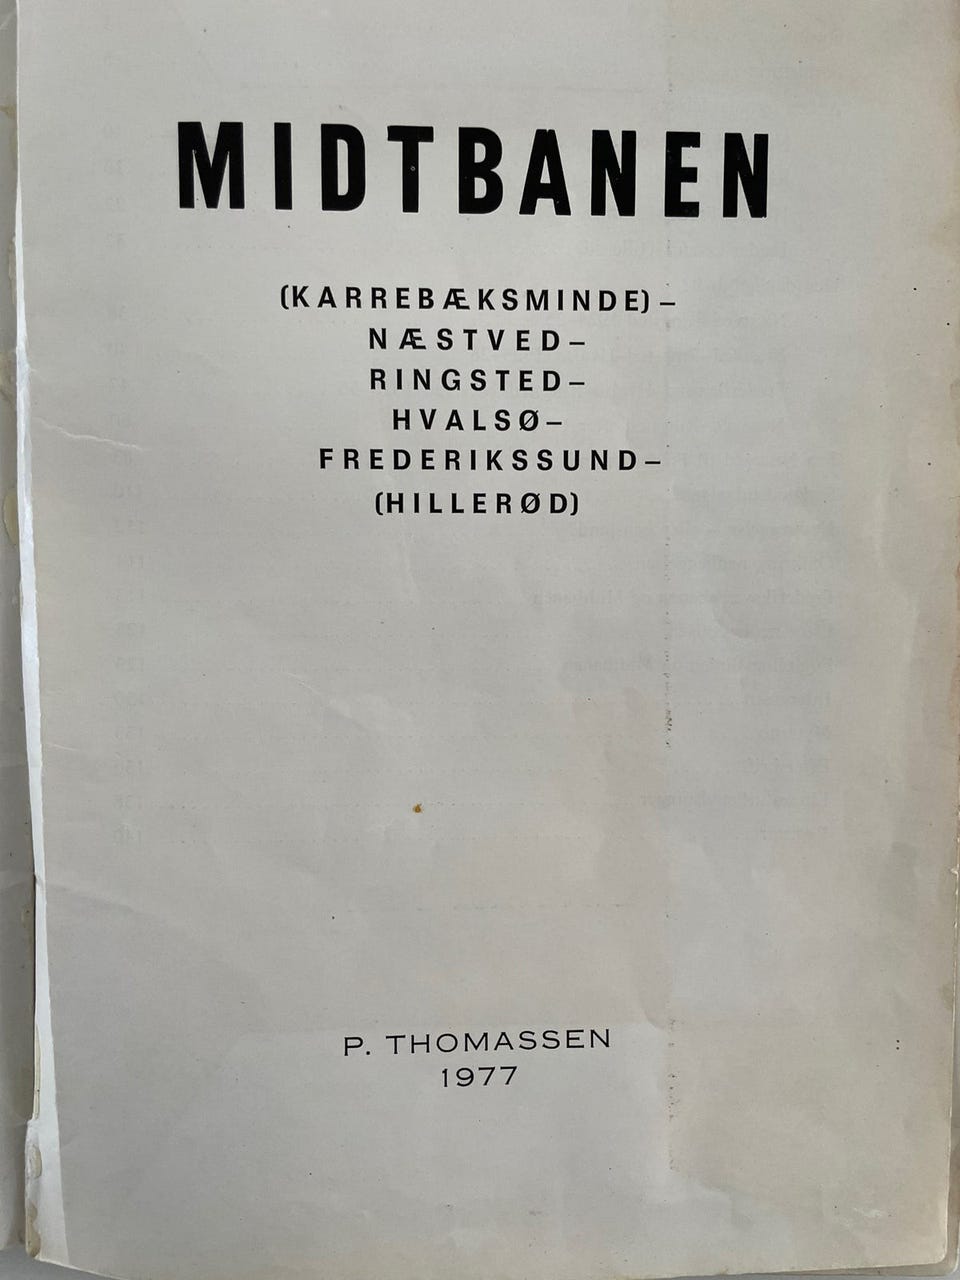 MIDTBANEN
(KARREBÆKSMINDE) –
NÆSTVED –
RINGSTED –
HVALSØ –
FREDERIKSSUND –
(HILLERØD)
P. THOMASSEN
1977